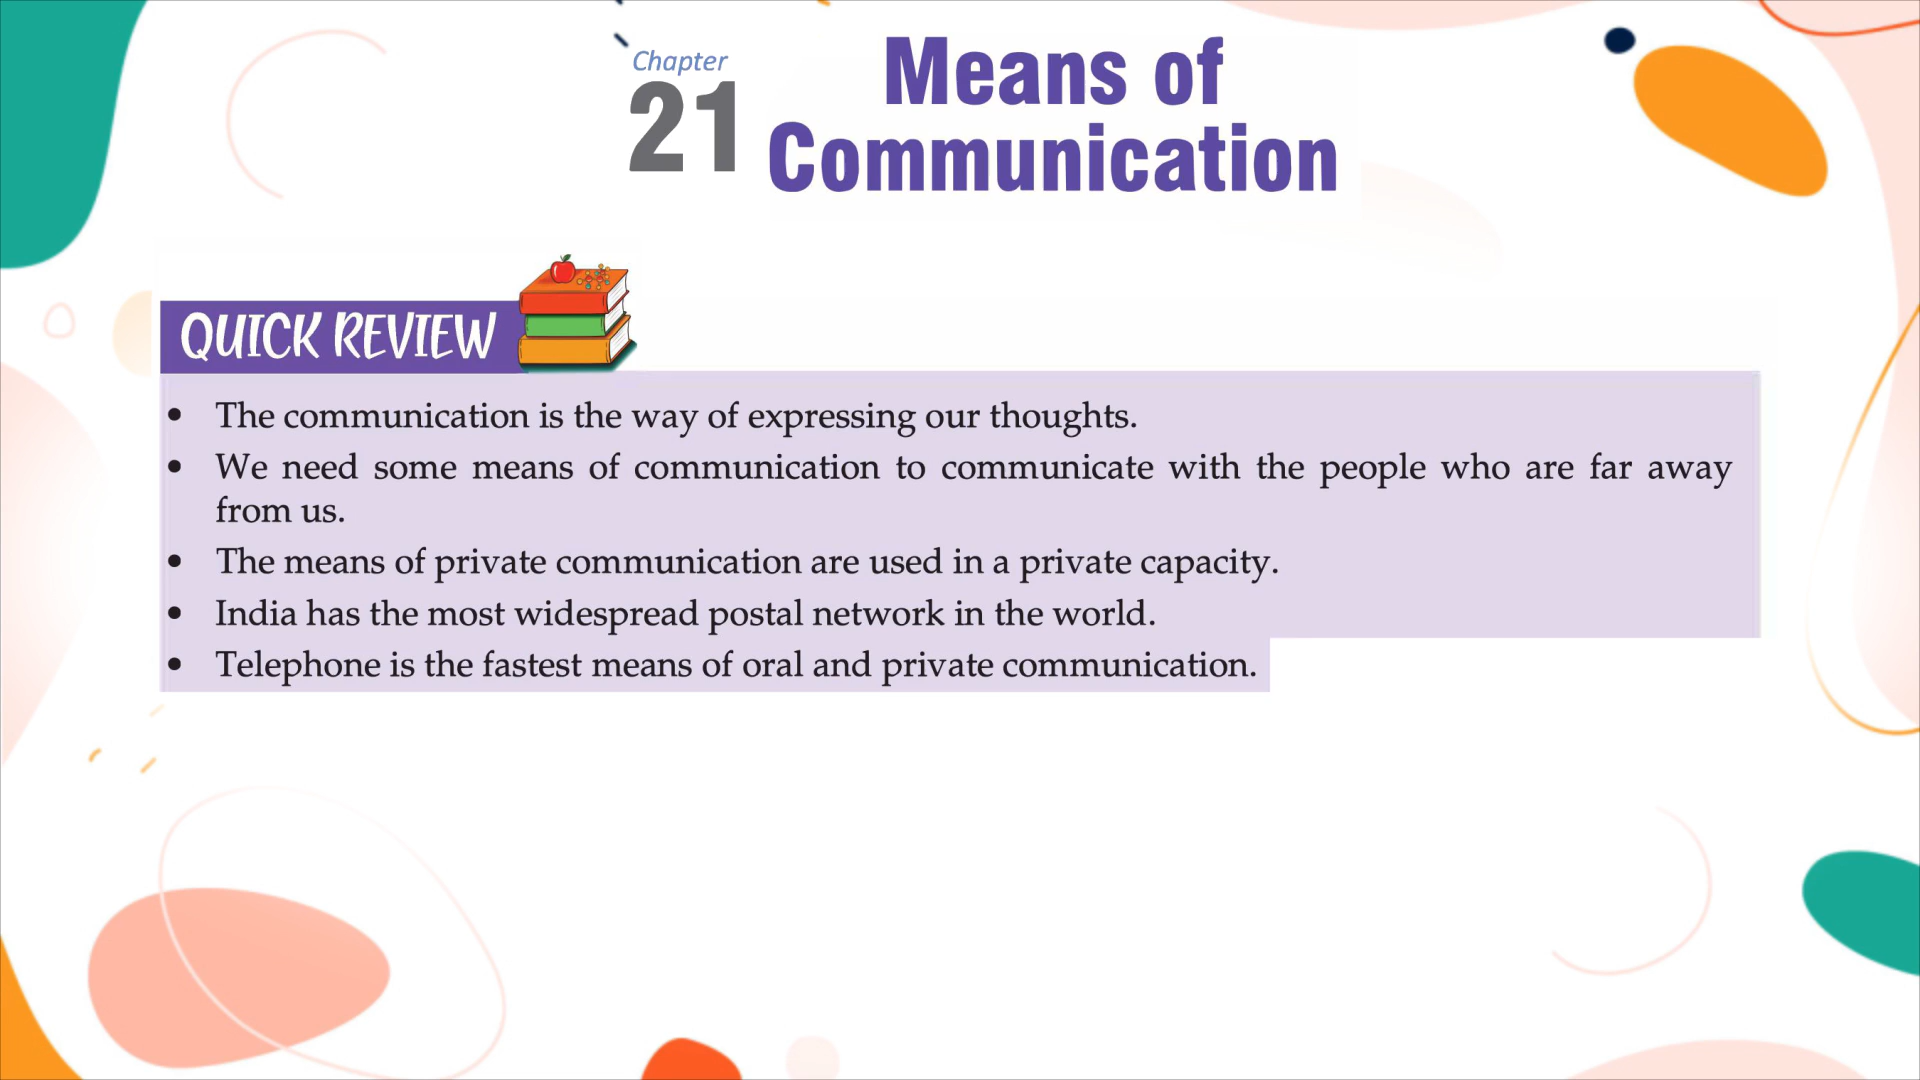 Chapter
21
Means of
Communication
QUICK REVIEW
• The communication is the way of expressing our thoughts.
• We need some means of communication to communicate with the people who are far away
from us.
• The means of private communication are used in a private capacity.
• India has the most widespread postal network in the world.
• Telephone is the fastest means of oral and private communication.